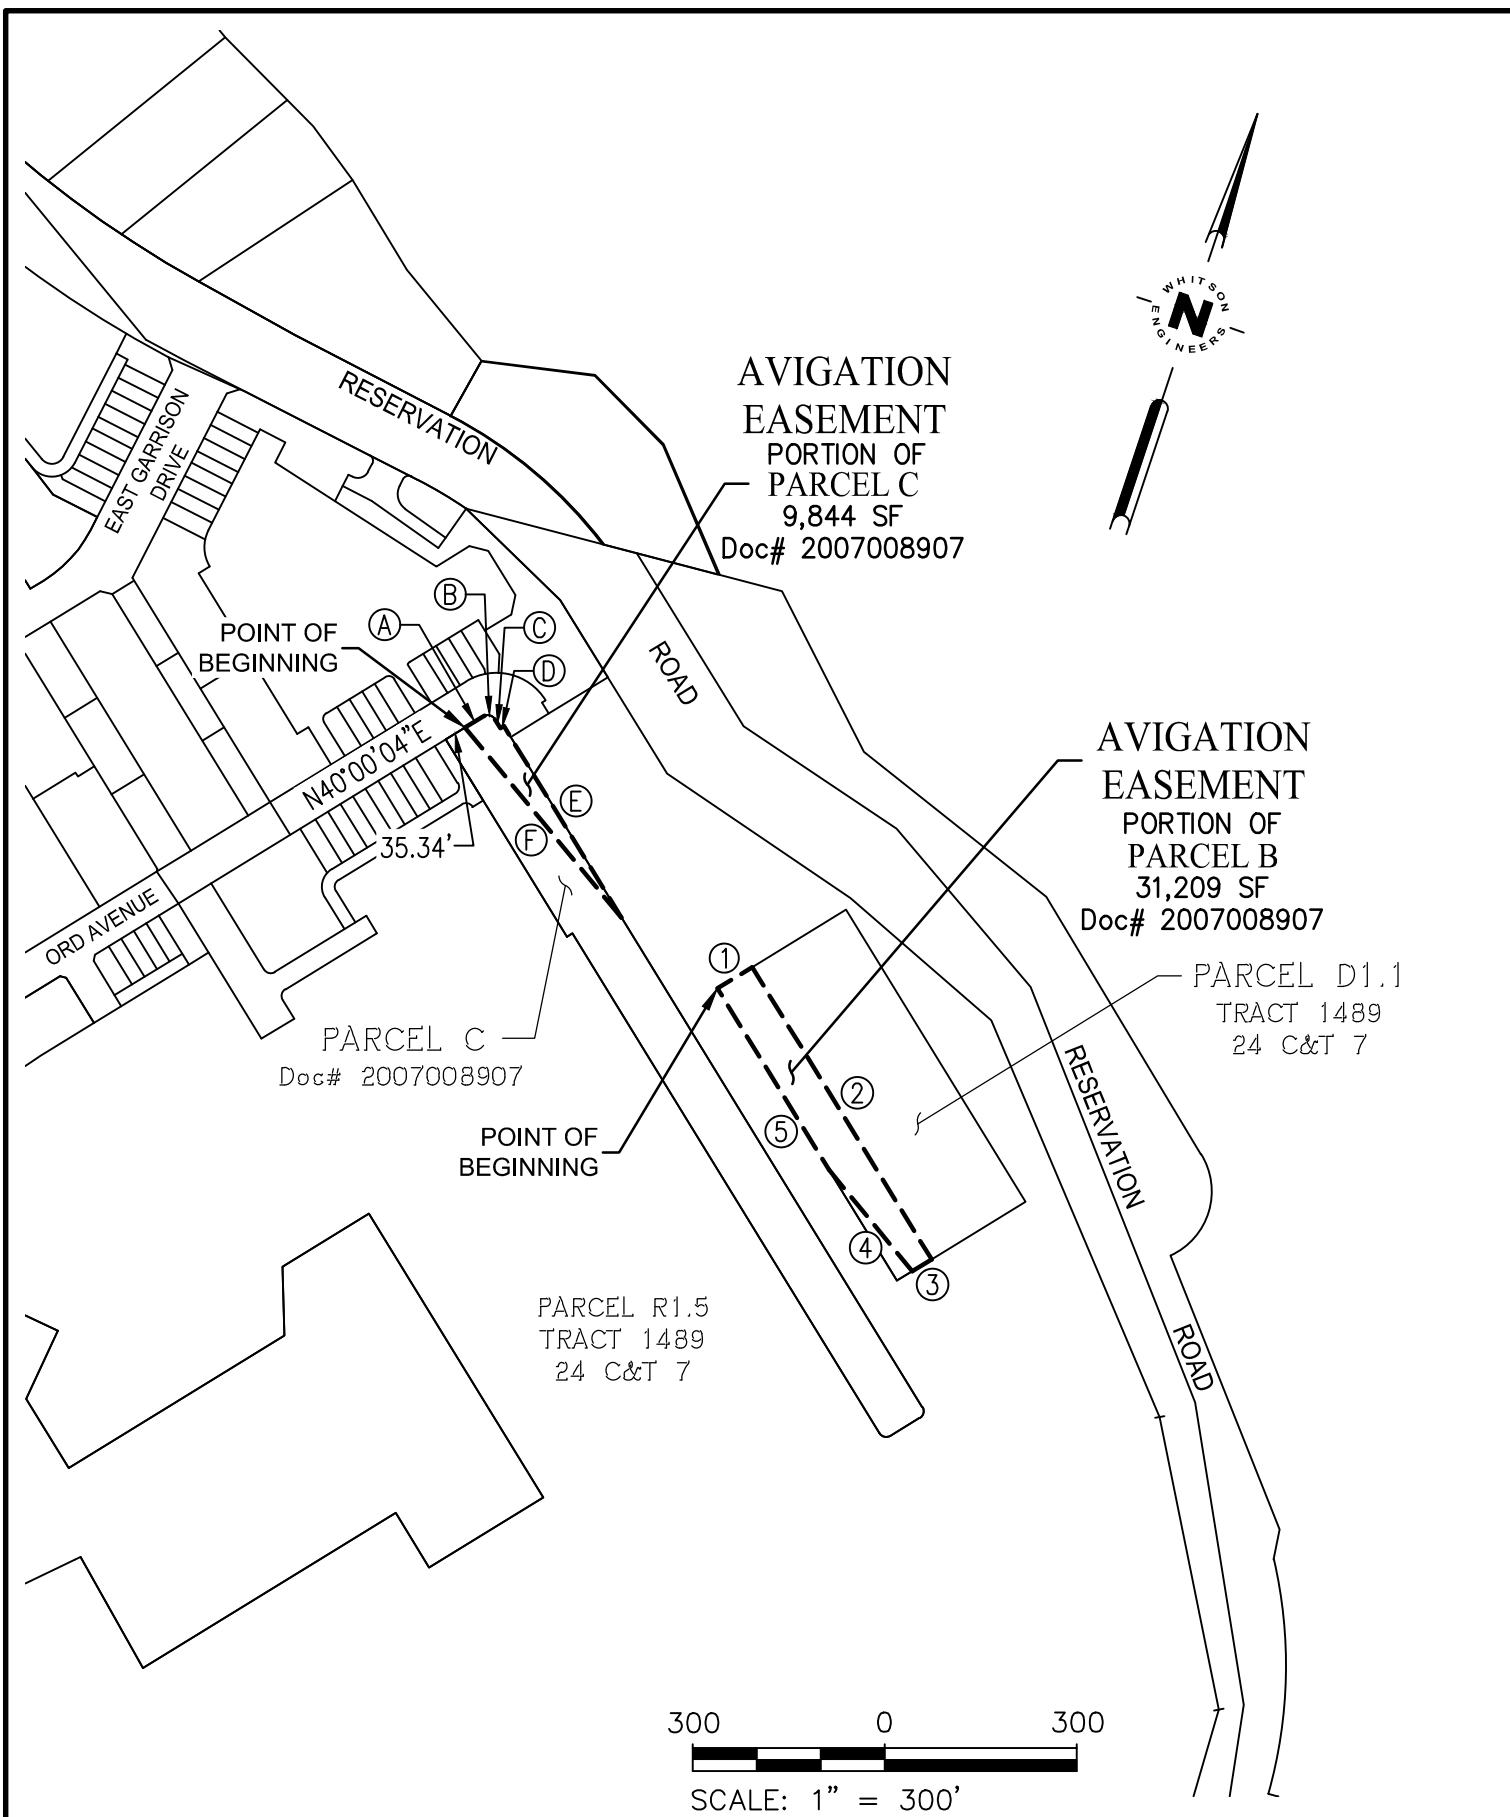 WHITSON
N
ENGINEERS
AVIGATION
EASEMENT
PORTION OF
PARCEL C
9,844 SF
Doc# 2007008907
RESERVATION
EAST GARRISON
DRIVE
B
A
C
D
POINT OF
BEGINNING
ROAD
N40°00'04"E
E
F
35.34'
ORD AVENUE
AVIGATION
EASEMENT
PORTION OF
PARCEL B
31,209 SF
Doc# 2007008907
PARCEL D1.1
TRACT 1489
24 C&T 7
1
PARCEL C
Doc# 2007008907
2
5
POINT OF
BEGINNING
RESERVATION
4
3
PARCEL R1.5
TRACT 1489
24 C&T 7
ROAD
300 0 300
SCALE: 1" = 300'